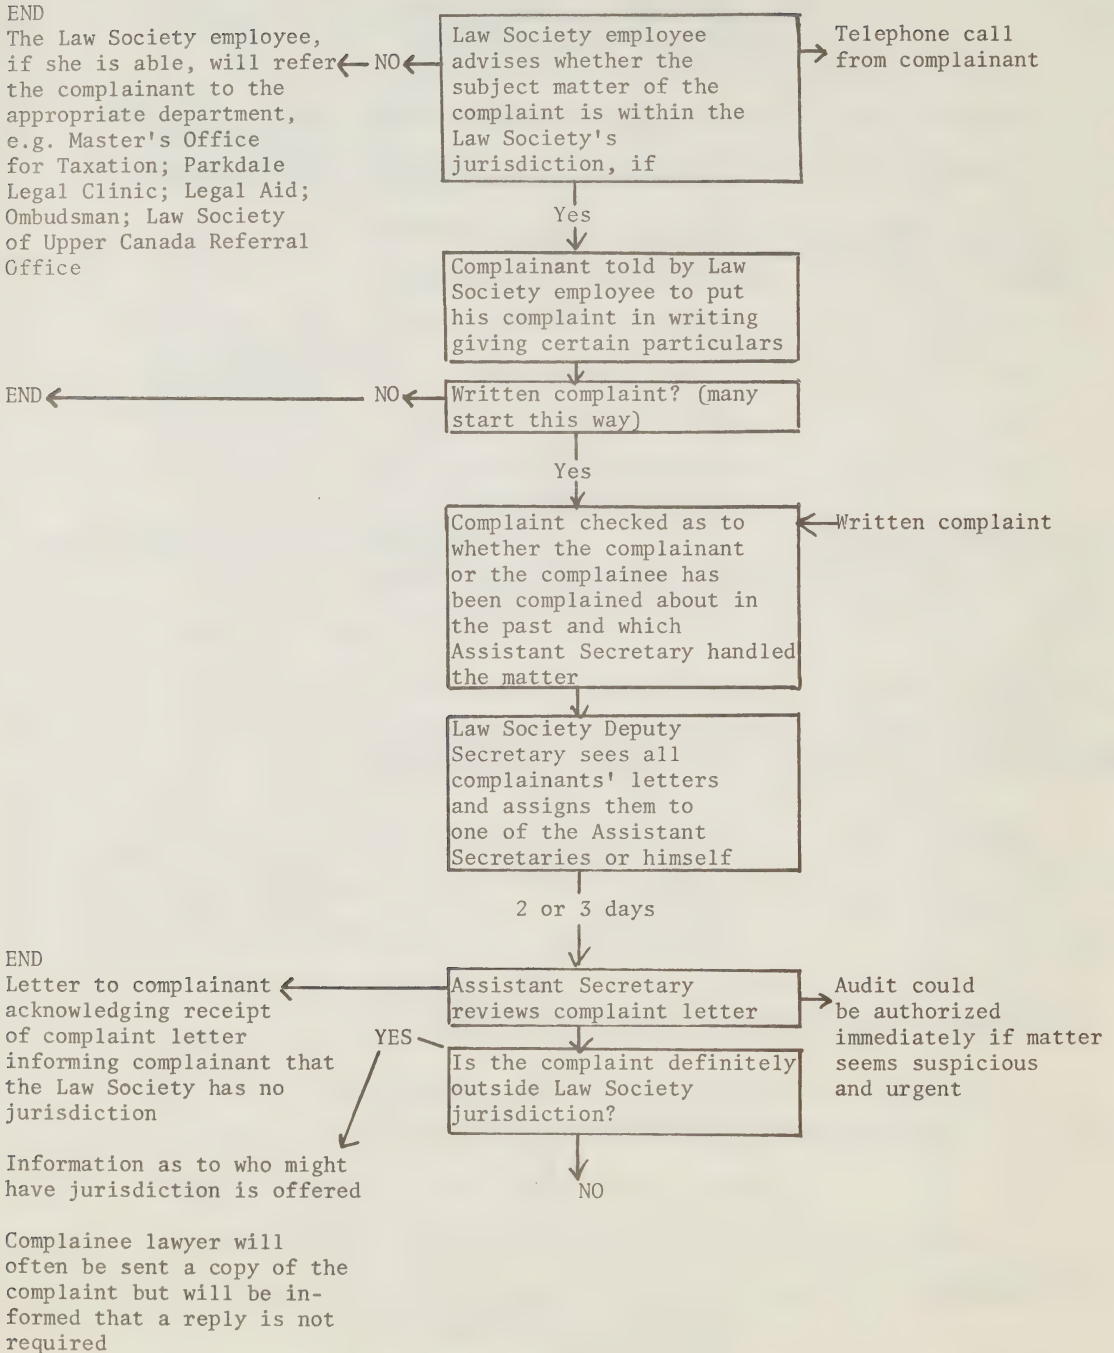 END
The Law Society employee,
if she is able, will refer
the complainant to the
appropriate department,
e.g. Master's Office
for Taxation; Parkdale
Legal Clinic; Legal Aid;
Ombudsman; Law Society
of Upper Canada Referral
Office
NO
Law Society employee
advises whether the
subject matter of the
complaint is within the
Law Society's
jurisdiction, if
Telephone call
from complainant
Yes
Complainant told by Law
Society employee to put
his complaint in writing
giving certain particulars
END
NO
Written complaint? (many
start this way)
Yes
Complaint checked as to
whether the complainant
or the complainee has
been complained about in
the past and which
Assistant Secretary handled
the matter
Written complaint
Law Society Deputy
Secretary sees all
complainants' letters
and assigns them to
one of the Assistant
Secretaries or himself
2 or 3 days
END
Letter to complainant
acknowledging receipt
of complaint letter
informing complainant that
the Law Society has no
jurisdiction
Assistant Secretary
reviews complaint letter
Audit could
be authorized
immediately if matter
seems suspicious
and urgent
YES
Is the complaint definitely
outside Law Society
jurisdiction?
Information as to who might
have jurisdiction is offered
NO
Complainee lawyer will
often be sent a copy of the
complaint but will be in-
formed that a reply is not
required